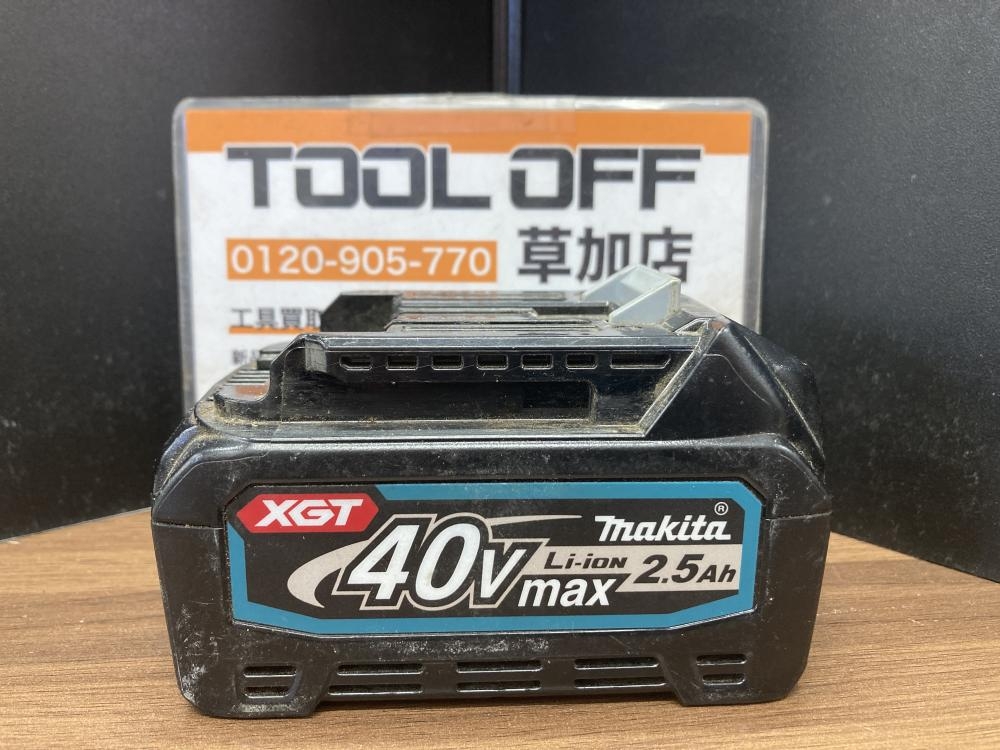 TOOL OFF
0120-905-770 草加店
工具買取
XGT
makita®
40v max
Li-ion 2.5Ah